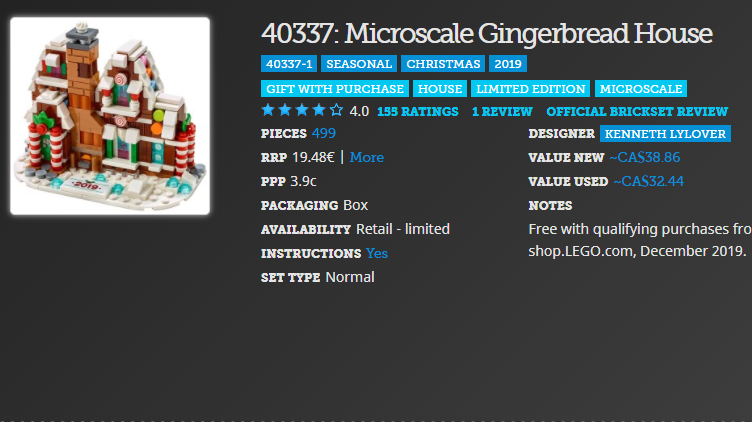 40337: Microscale Gingerbread House
40337-1 SEASONAL CHRISTMAS 2019
GIFT WITH PURCHASE HOUSE LIMITED EDITION MICROSCALE
4.0 155 RATINGS 1 REVIEW OFFICIAL BRICKSET REVIEW
PIECES 499
RRP 19.48€ | More
PPP 3.9c
PACKAGING Box
AVAILABILITY Retail - limited
INSTRUCTIONS Yes
SET TYPE Normal
DESIGNER KENNETH LYLOVER
VALUE NEW ~CA$38.86
VALUE USED ~CA$32.44
NOTES
Free with qualifying purchases fro
shop.LEGO.com, December 2019.
2019